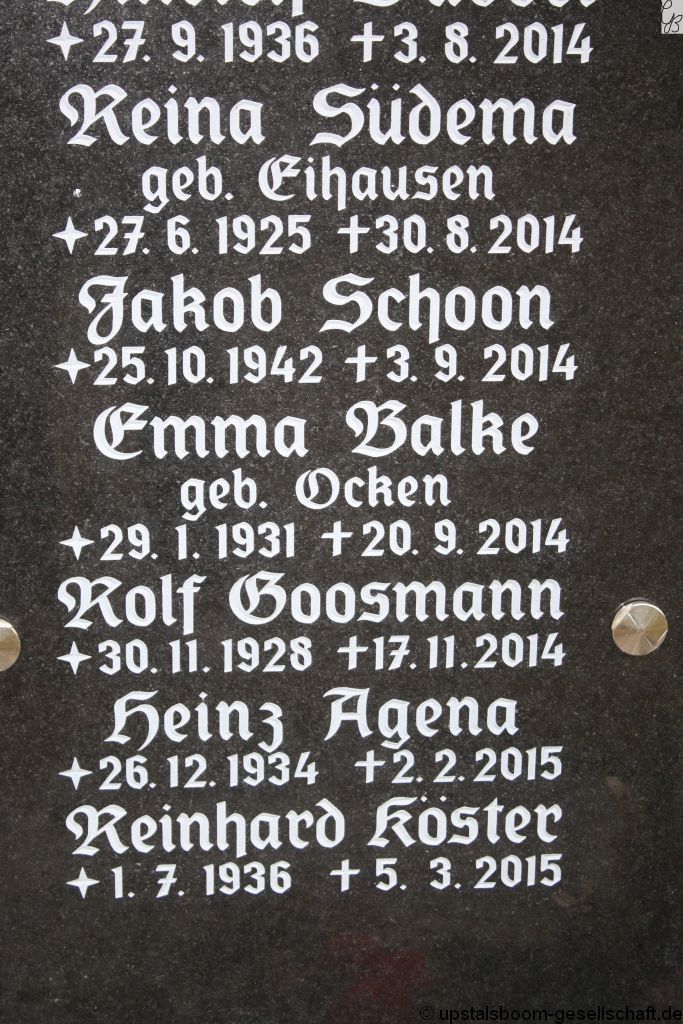 ✦27. 9. 1936 ✝3. 8. 2014
Reina Südema
geb. Eihausen
✦27. 6. 1925 ✝30. 8. 2014
Jakob Schoon
✦25. 10. 1942 ✝3. 9. 2014
Emma Balke
geb. Ocken
✦29. 1. 1931 ✝20. 9. 2014
Rolf Goosmann
✦30. 11. 1928 ✝17. 11. 2014
Heinz Agena
✦26. 12. 1934 ✝2. 2. 2015
Reinhard Köster
✦1. 7. 1936 ✝5. 3. 2015
© upstalsboom-gesellschaft.de